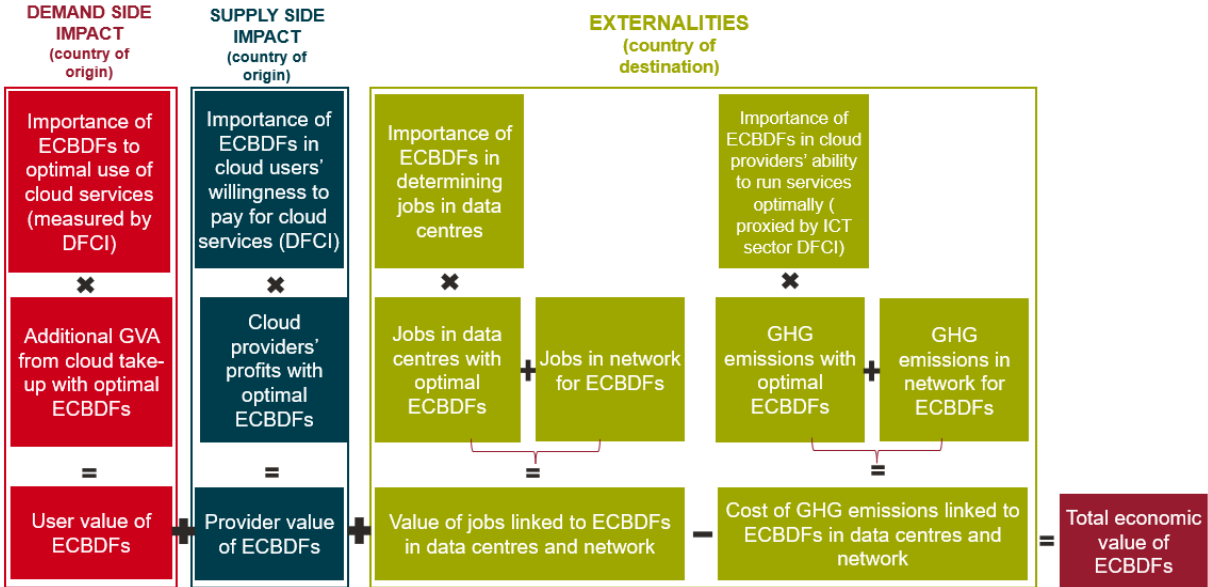 DEMAND SIDE
IMPACT
(country of
origin)
SUPPLY SIDE
IMPACT
(country of
origin)
EXTERNALITIES
(country of
destination)
Importance of
ECBDFs to
optimal use of
cloud services
(measured by
DFCI)
Importance of
ECBDFs in
cloud users'
willingness to
pay for cloud
services (DFCI)
Importance of
ECBDFs in
determining
jobs in data
centres
Importance of
ECBDFs in cloud
providers' ability
to run services
optimally (
proxied by ICT
sector DFCI)
×
×
×
×
Additional GVA
from cloud take-
up with optimal
ECBDFs
Cloud
providers'
profits with
optimal
ECBDFs
Jobs in data
centres with
optimal
ECBDFs
+
Jobs in network
for ECBDFs
GHG
emissions with
optimal
ECBDFs
+
GHG
emissions in
network for
ECBDFs
=
=
=
=
User value of
ECBDFs
+
Provider value
of ECBDFs
+
Value of jobs linked to ECBDFs
in data centres and network
−
Cost of GHG emissions linked to
ECBDFs in data centres and
network
=
Total economic
value of
ECBDFs